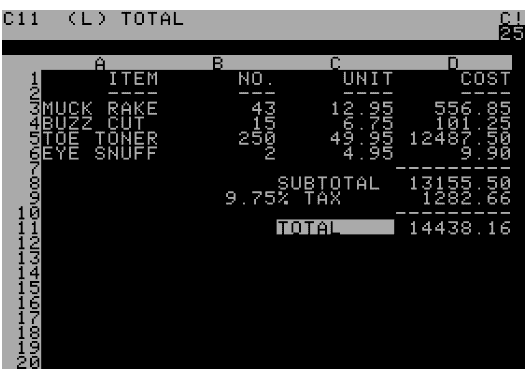 C11 (L) TOTAL C!
25
A B C D
1 ITEM NO. UNIT COST
2 ---- ---- ---- ----
3 MUCK RAKE 43 12.95 556.85
4 BUZZ CUT 15 6.75 101.25
5 TOE TONER 250 49.95 12487.50
6 EYE SNUFF 2 4.95 9.90
7 ---------
8 SUBTOTAL 13155.50
9 9.75% TAX 1282.66
10 ---------
11 TOTAL 14438.16
12
13
14
15
16
17
18
19
20